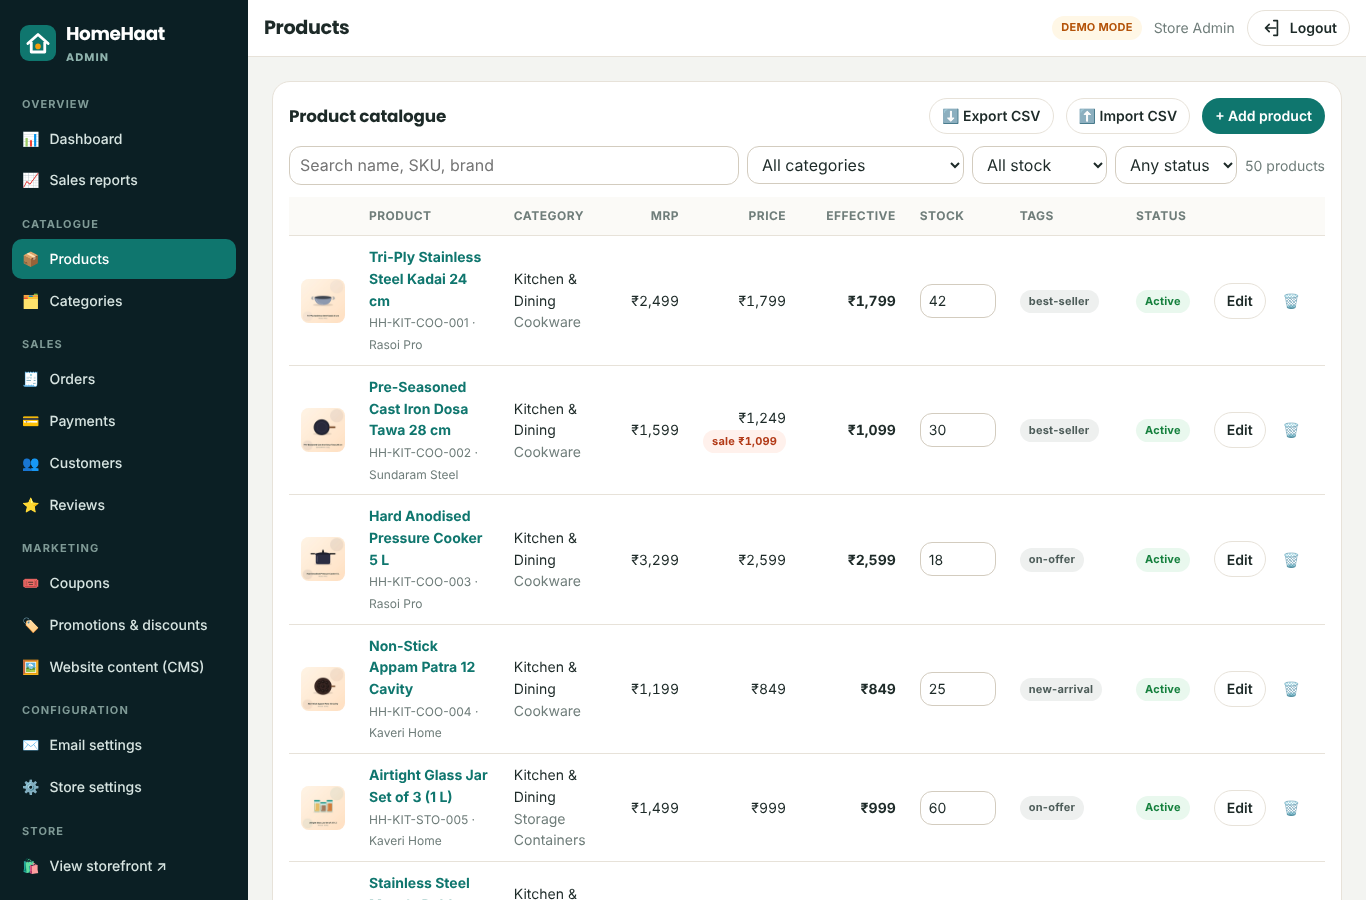 HomeHaat
ADMIN
OVERVIEW
Dashboard
Sales reports
CATALOGUE
Products
Categories
SALES
Orders
Payments
Customers
Reviews
MARKETING
Coupons
Promotions & discounts
Website content (CMS)
CONFIGURATION
Email settings
Store settings
STORE
View storefront ↗
Products
DEMO MODE
Store Admin
Logout
Product catalogue
Export CSV
Import CSV
+ Add product
Search name, SKU, brand
All categories
All stock
Any status
50 products
PRODUCT CATEGORY MRP PRICE EFFECTIVE STOCK TAGS STATUS
Tri-Ply Stainless
Steel Kadai 24
cm
HH-KIT-COO-001 ·
Rasoi Pro
Kitchen &
Dining
Cookware
₹2,499
₹1,799
₹1,799
42
best-seller
Active
Edit
Pre-Seasoned
Cast Iron Dosa
Tawa 28 cm
HH-KIT-COO-002 ·
Sundaram Steel
Kitchen &
Dining
Cookware
₹1,599
₹1,249
sale ₹1,099
₹1,099
30
best-seller
Active
Edit
Hard Anodised
Pressure Cooker
5 L
HH-KIT-COO-003 ·
Rasoi Pro
Kitchen &
Dining
Cookware
₹3,299
₹2,599
₹2,599
18
on-offer
Active
Edit
Non-Stick
Appam Patra 12
Cavity
HH-KIT-COO-004 ·
Kaveri Home
Kitchen &
Dining
Cookware
₹1,199
₹849
₹849
25
new-arrival
Active
Edit
Airtight Glass Jar
Set of 3 (1 L)
HH-KIT-STO-005 ·
Kaveri Home
Kitchen &
Dining
Storage
Containers
₹1,499
₹999
₹999
60
on-offer
Active
Edit
Stainless Steel
Kitchen &